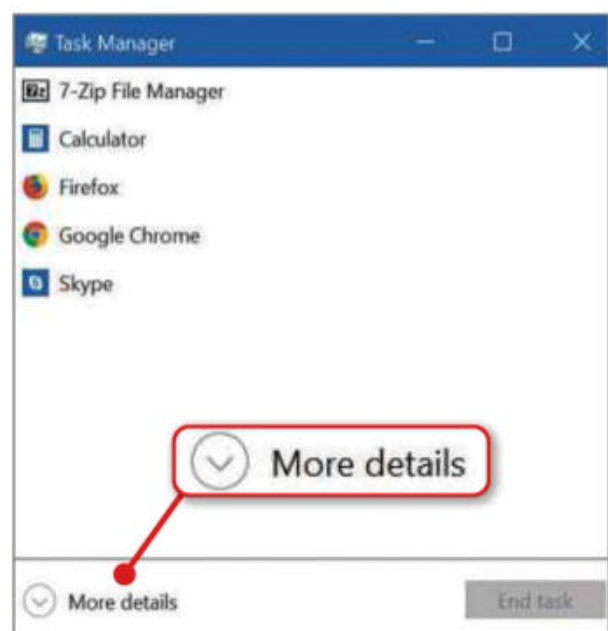 Task Manager
7-Zip File Manager
Calculator
Firefox
Google Chrome
Skype
More details
More details
End task